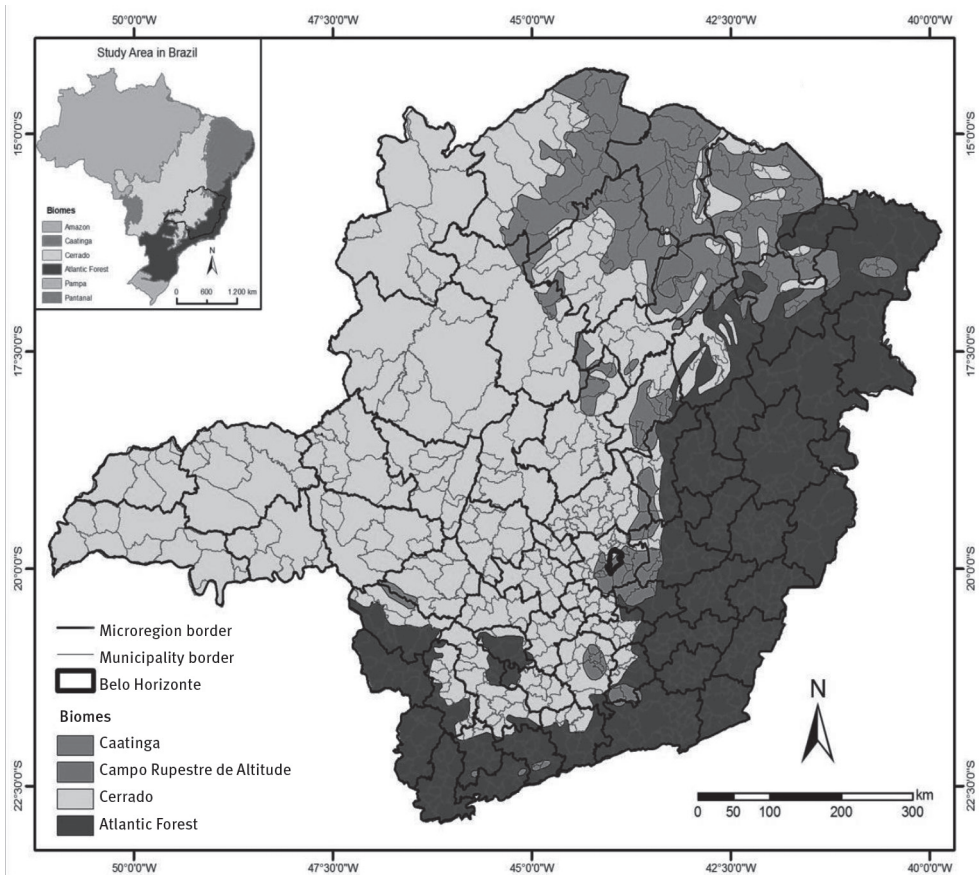 50°0'0"W 47°30'0"W 45°0'0"W 42°30'0"W 40°0'0"W
Study Area in Brazil
Biomes
Amazon
Caatinga
Cerrado
Atlantic Forest
Pampa
Pantanal
N
0 600 1.200 km
15°0'0"S
15°0'0"S
17°30'0"S
17°30'0"S
20°0'0"S
20°0'0"S
22°30'0"S
22°30'0"S
Microregion border
Municipality border
Belo Horizonte
Biomes
Caatinga
Campo Rupestre de Altitude
Cerrado
Atlantic Forest
N
km
0 50 100 200 300
50°0'0"W 47°30'0"W 45°0'0"W 42°30'0"W 40°0'0"W